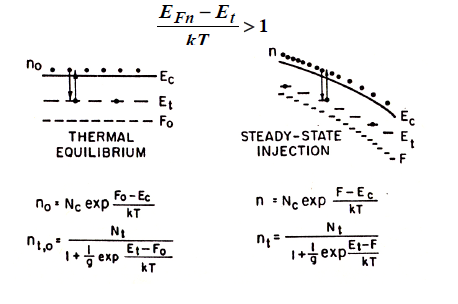 E_Fn − E_t / kT > 1
n₀ E_c
E_t
F₀
THERMAL EQUILIBRIUM
n
E_c
E_t
F
STEADY-STATE INJECTION
n₀ = N_c exp (F₀ - E_c / kT)
n_t,o = N_t / (1 + 1/g exp (E_t - F₀ / kT))
n = N_c exp (F - E_c / kT)
n_t = N_t / (1 + 1/g exp (E_t - F / kT))